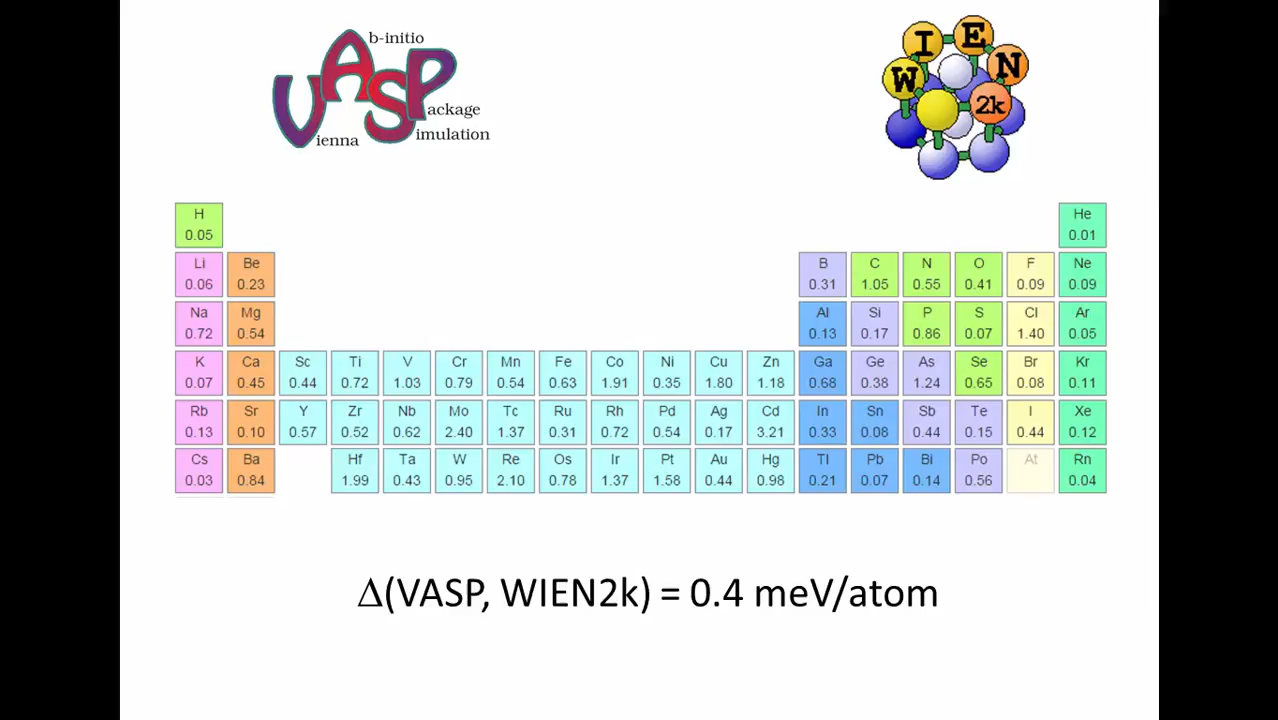 b-initio
VASP
ackage
imulation
ienna
WIEN
2k
H He
0.05 0.01
Li Be B C N O F Ne
0.06 0.23 0.31 1.05 0.55 0.41 0.09 0.09
Na Mg Al Si P S Cl Ar
0.72 0.54 0.13 0.17 0.86 0.07 1.40 0.05
K Ca Sc Ti V Cr Mn Fe Co Ni Cu Zn Ga Ge As Se Br Kr
0.07 0.45 0.44 0.72 1.03 0.79 0.54 0.63 1.91 0.35 1.80 1.18 0.68 0.38 1.24 0.65 0.08 0.11
Rb Sr Y Zr Nb Mo Tc Ru Rh Pd Ag Cd In Sn Sb Te I Xe
0.13 0.10 0.57 0.52 0.62 2.40 1.37 0.31 0.72 0.54 0.17 3.21 0.33 0.08 0.44 0.15 0.44 0.12
Cs Ba Hf Ta W Re Os Ir Pt Au Hg Tl Pb Bi Po At Rn
0.03 0.84 1.99 0.43 0.95 2.10 0.78 1.37 1.58 0.44 0.98 0.21 0.07 0.14 0.56 0.04
Δ(VASP, WIEN2k) = 0.4 meV/atom